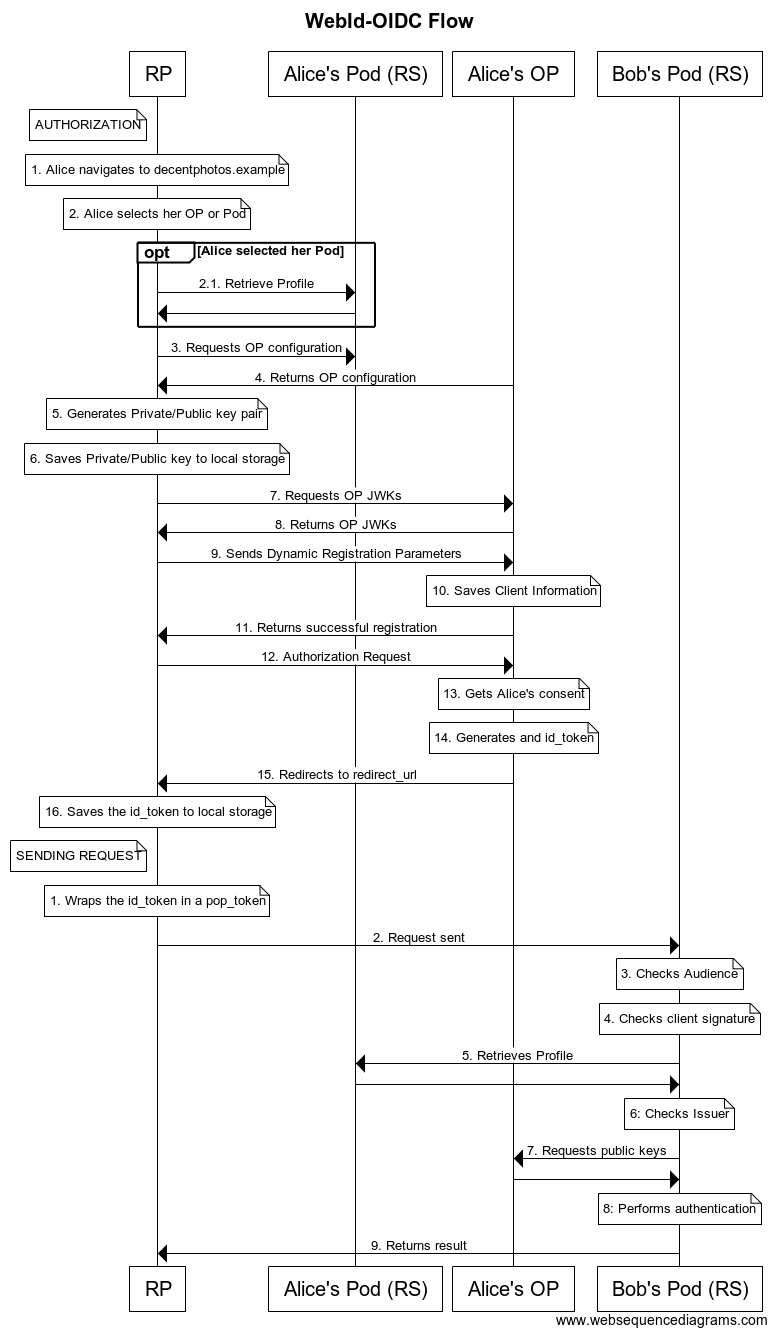 WebId-OIDC Flow
RP
Alice's Pod (RS)
Alice's OP
Bob's Pod (RS)
AUTHORIZATION
1. Alice navigates to decentphotos.example
2. Alice selects her OP or Pod
opt
[Alice selected her Pod]
2.1. Retrieve Profile
3. Requests OP configuration
4. Returns OP configuration
5. Generates Private/Public key pair
6. Saves Private/Public key to local storage
7. Requests OP JWKs
8. Returns OP JWKs
9. Sends Dynamic Registration Parameters
10. Saves Client Information
11. Returns successful registration
12. Authorization Request
13. Gets Alice's consent
14. Generates and id_token
15. Redirects to redirect_url
16. Saves the id_token to local storage
SENDING REQUEST
1. Wraps the id_token in a pop_token
2. Request sent
3. Checks Audience
4. Checks client signature
5. Retrieves Profile
6: Checks Issuer
7. Requests public keys
8: Performs authentication
9. Returns result
RP
Alice's Pod (RS)
Alice's OP
Bob's Pod (RS)
www.websequencediagrams.com